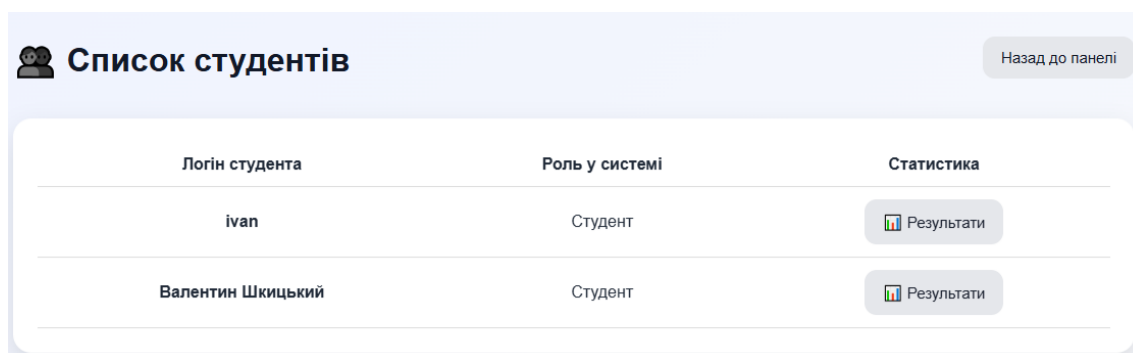 Список студентів
Назад до панелі
Логін студента Роль у системі Статистика
ivan Студент Результати
Валентин Шкицький Студент Результати